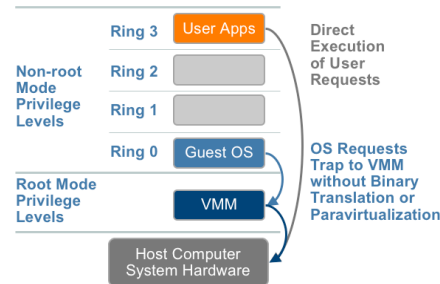 Ring 3
User Apps
Direct
Execution
of User
Requests
Non-root
Mode
Privilege
Levels
Ring 2
Ring 1
Ring 0
Guest OS
OS Requests
Trap to VMM
without Binary
Translation or
Paravirtualization
Root Mode
Privilege
Levels
VMM
Host Computer
System Hardware